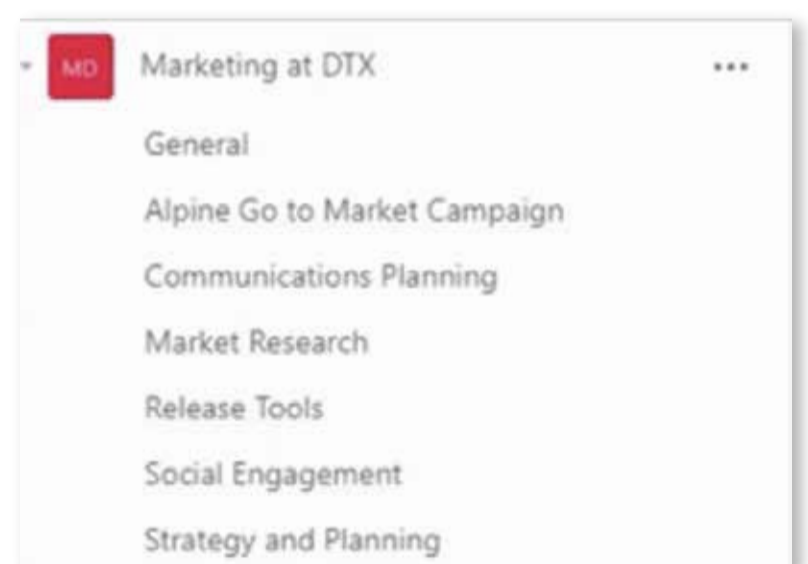 MD Marketing at DTX ...
General
Alpine Go to Market Campaign
Communications Planning
Market Research
Release Tools
Social Engagement
Strategy and Planning